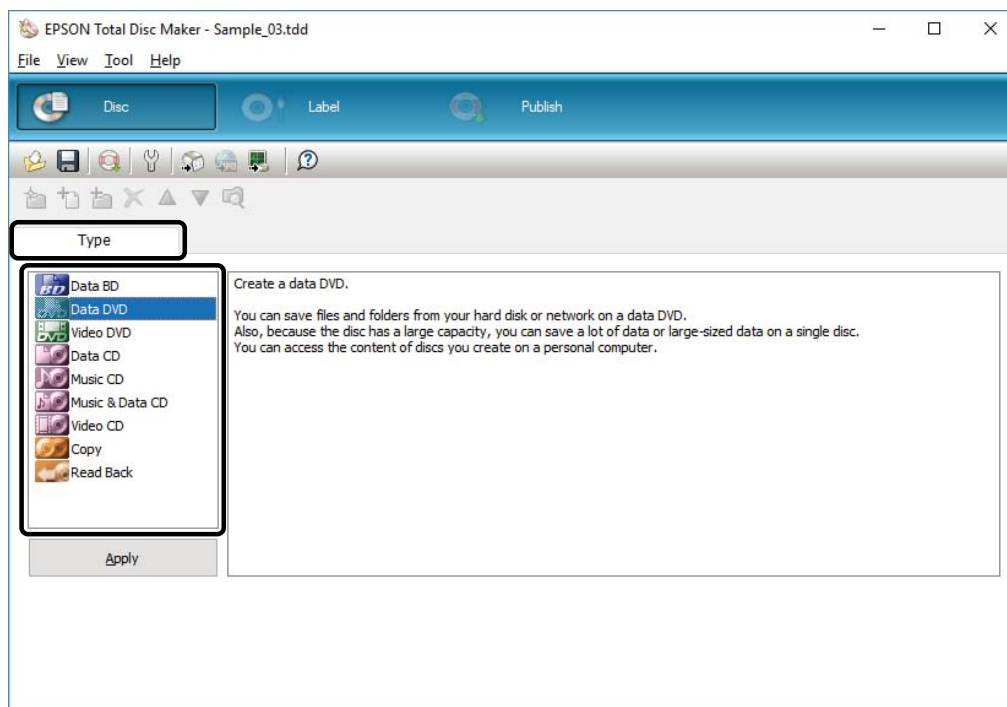 EPSON Total Disc Maker - Sample_03.tdd
File View Tool Help
Disc Label Publish
Type
Data BD
Data DVD
Video DVD
Data CD
Music CD
Music & Data CD
Video CD
Copy
Read Back
Apply
Create a data DVD.
You can save files and folders from your hard disk or network on a data DVD.
Also, because the disc has a large capacity, you can save a lot of data or large-sized data on a single disc.
You can access the content of discs you create on a personal computer.